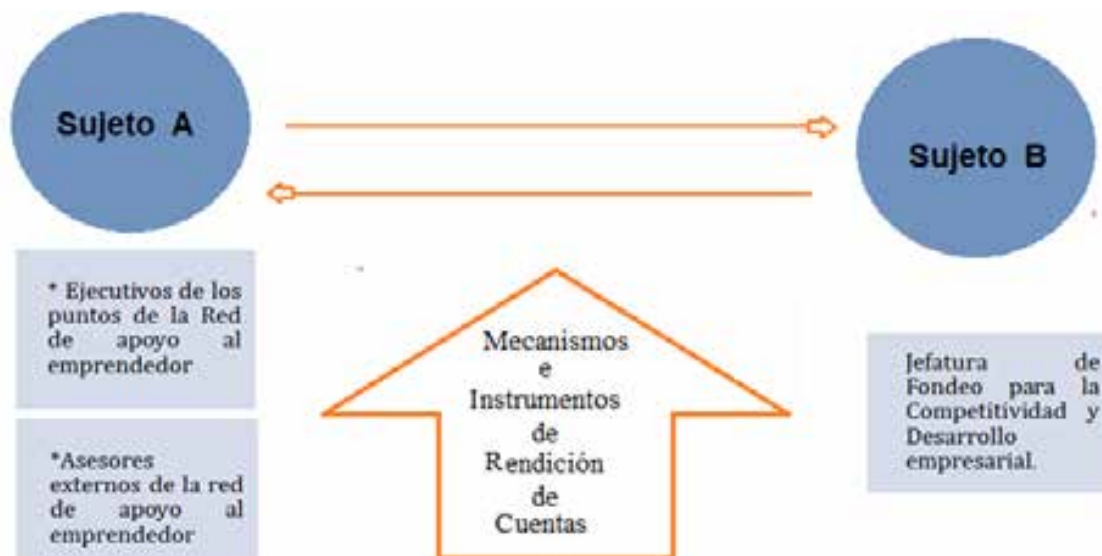 Sujeto A
Sujeto B
* Ejecutivos de los
puntos de la Red
de apoyo al
emprendedor
*Asesores
externos de la red
de apoyo al
emprendedor
Mecanismos
e
Instrumentos
de
Rendición
de
Cuentas
Jefatura de
Fondeo para la
Competitividad y
Desarrollo
empresarial.